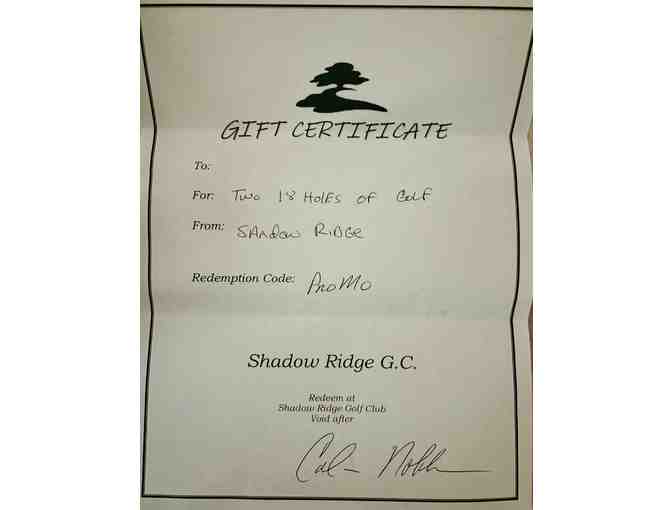 GIFT CERTIFICATE
To:
For: Two 18 Holes of Golf
From: Shadow Ridge
Redemption Code: ProMo
Shadow Ridge G.C.
Redeem at
Shadow Ridge Golf Club
Void after